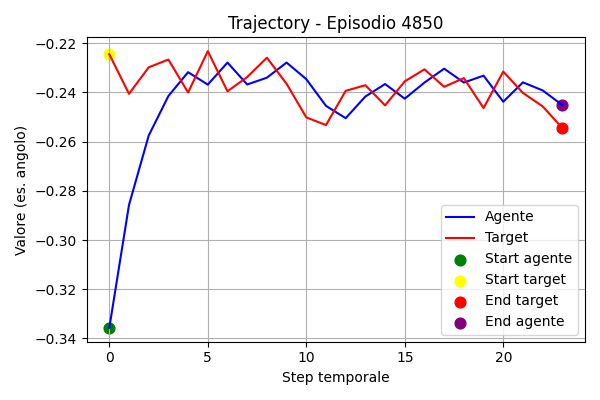 Trajectory - Episodio 4850
Valore (es. angolo)
−0.22
−0.24
−0.26
−0.28
−0.30
−0.32
−0.34
Agente
Target
Start agente
Start target
End target
End agente
0
5
10
15
20
Step temporale